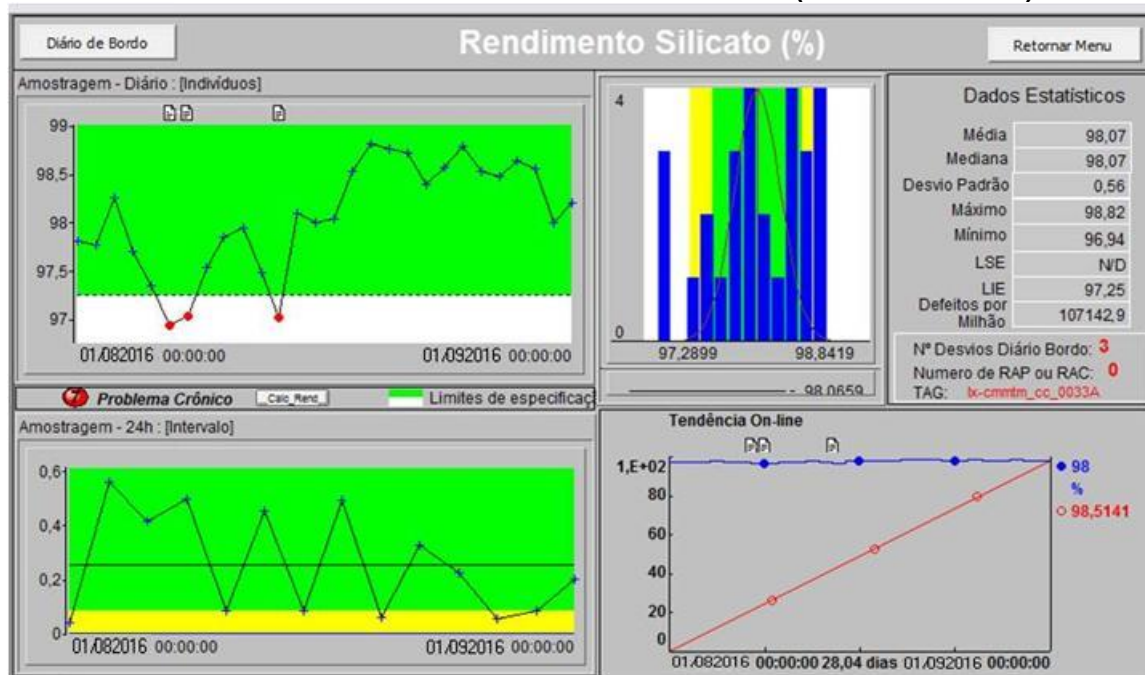 Diário de Bordo
Rendimento Silicato (%)
Retornar Menu
Amostragem - Diário : [Indivíduos]
99
98,5
98
97,5
97
01/082016 00:00:00
01/092016 00:00:00
4
0
97,2899
98,8419
98,0659
Dados Estatísticos
Média 98,07
Mediana 98,07
Desvio Padrão 0,56
Máximo 98,82
Mínimo 96,94
LSE N/D
LIE 97,25
Defeitos por
Milhão 107142,9
Nº Desvios Diário Bordo: 3
Numero de RAP ou RAC: 0
TAG: lx-cmmtm_cc_0033A
Problema Crônico
Calc_Rend_
Limites de especificaç
Amostragem - 24h : [Intervalo]
0,6
0,4
0,2
0
01/082016 00:00:00
01/092016 00:00:00
Tendência On-line
1,E+02
80
60
40
20
0
98
%
98,5141
01/082016 00:00:00 28,04 dias 01/092016 00:00:00